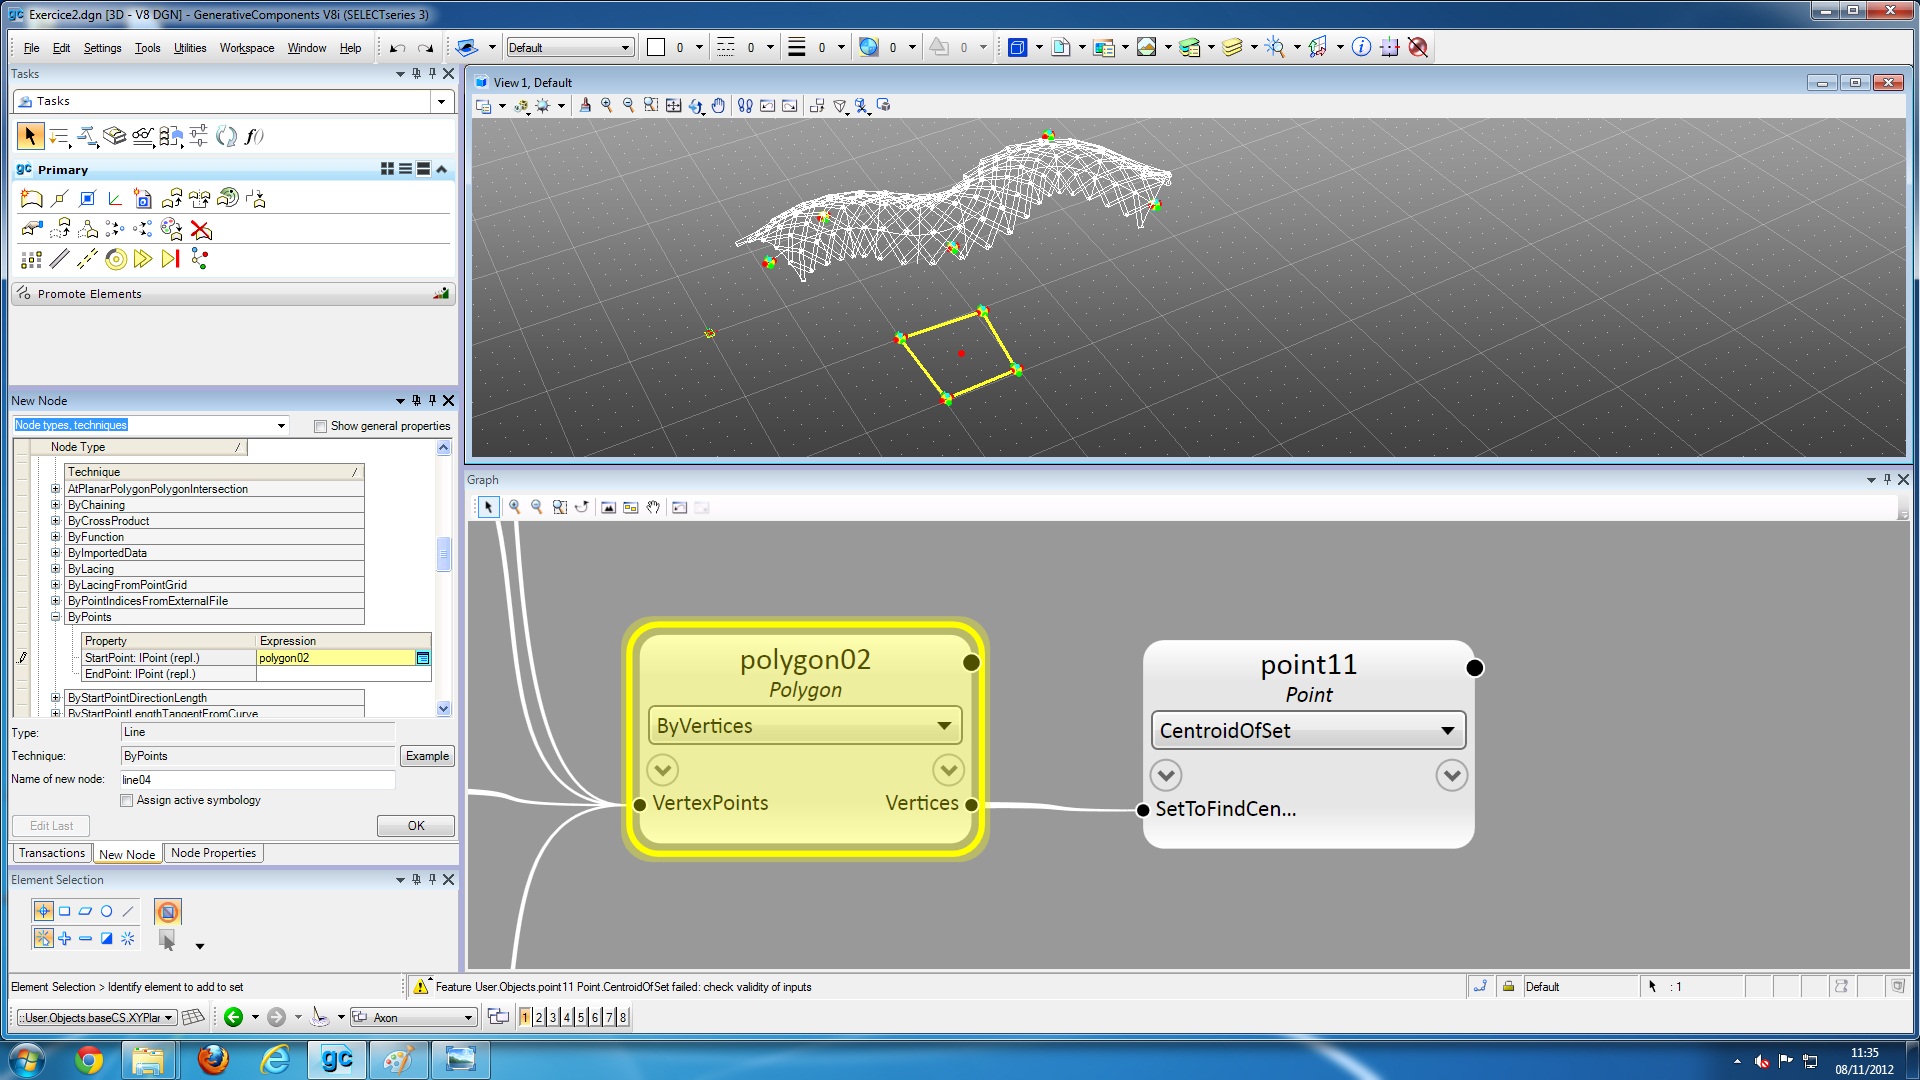 Exercice2.dgn [3D - V8 DGN] - GenerativeComponents V8i (SELECTseries 3)
File Edit Settings Tools Utilities Workspace Window Help
Default
0 0 0 0 0
Tasks
Tasks
f()
Primary
Promote Elements
View 1, Default
New Node
Node types, techniques
Show general properties
Node Type
Technique
AtPlanarPolygonPolygonIntersection
ByChaining
ByCrossProduct
ByFunction
ByImportedData
ByLacing
ByLacingFromPointGrid
ByPointIndicesFromExternalFile
ByPoints
Property Expression
StartPoint: IPoint (repl.) polygon02
EndPoint: IPoint (repl.)
ByStartPointDirectionLength
ByStartPointLengthTangentFromCurve
Type: Line
Technique: ByPoints Example
Name of new node: line04
Assign active symbology
Edit Last OK
Transactions New Node Node Properties
Element Selection
Graph
polygon02
Polygon
ByVertices
VertexPoints Vertices
point11
Point
CentroidOfSet
SetToFindCen...
Element Selection > Identify element to add to set
Feature User.Objects.point11 Point.CentroidOfSet failed: check validity of inputs
Default
: 1
::User.Objects.baseCS.XYPlar
Axon
1 2 3 4 5 6 7 8
gc
11:35
08/11/2012